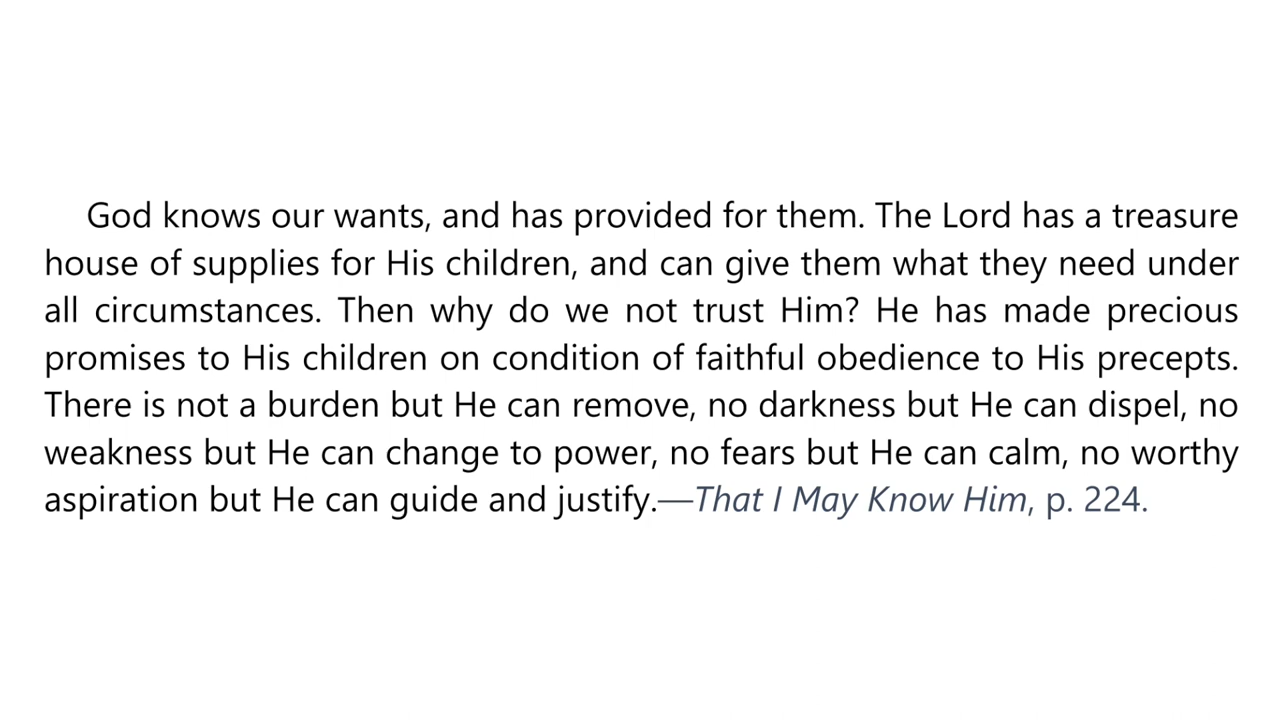 God knows our wants, and has provided for them. The Lord has a treasure
house of supplies for His children, and can give them what they need under
all circumstances. Then why do we not trust Him? He has made precious
promises to His children on condition of faithful obedience to His precepts.
There is not a burden but He can remove, no darkness but He can dispel, no
weakness but He can change to power, no fears but He can calm, no worthy
aspiration but He can guide and justify.—That I May Know Him, p. 224.